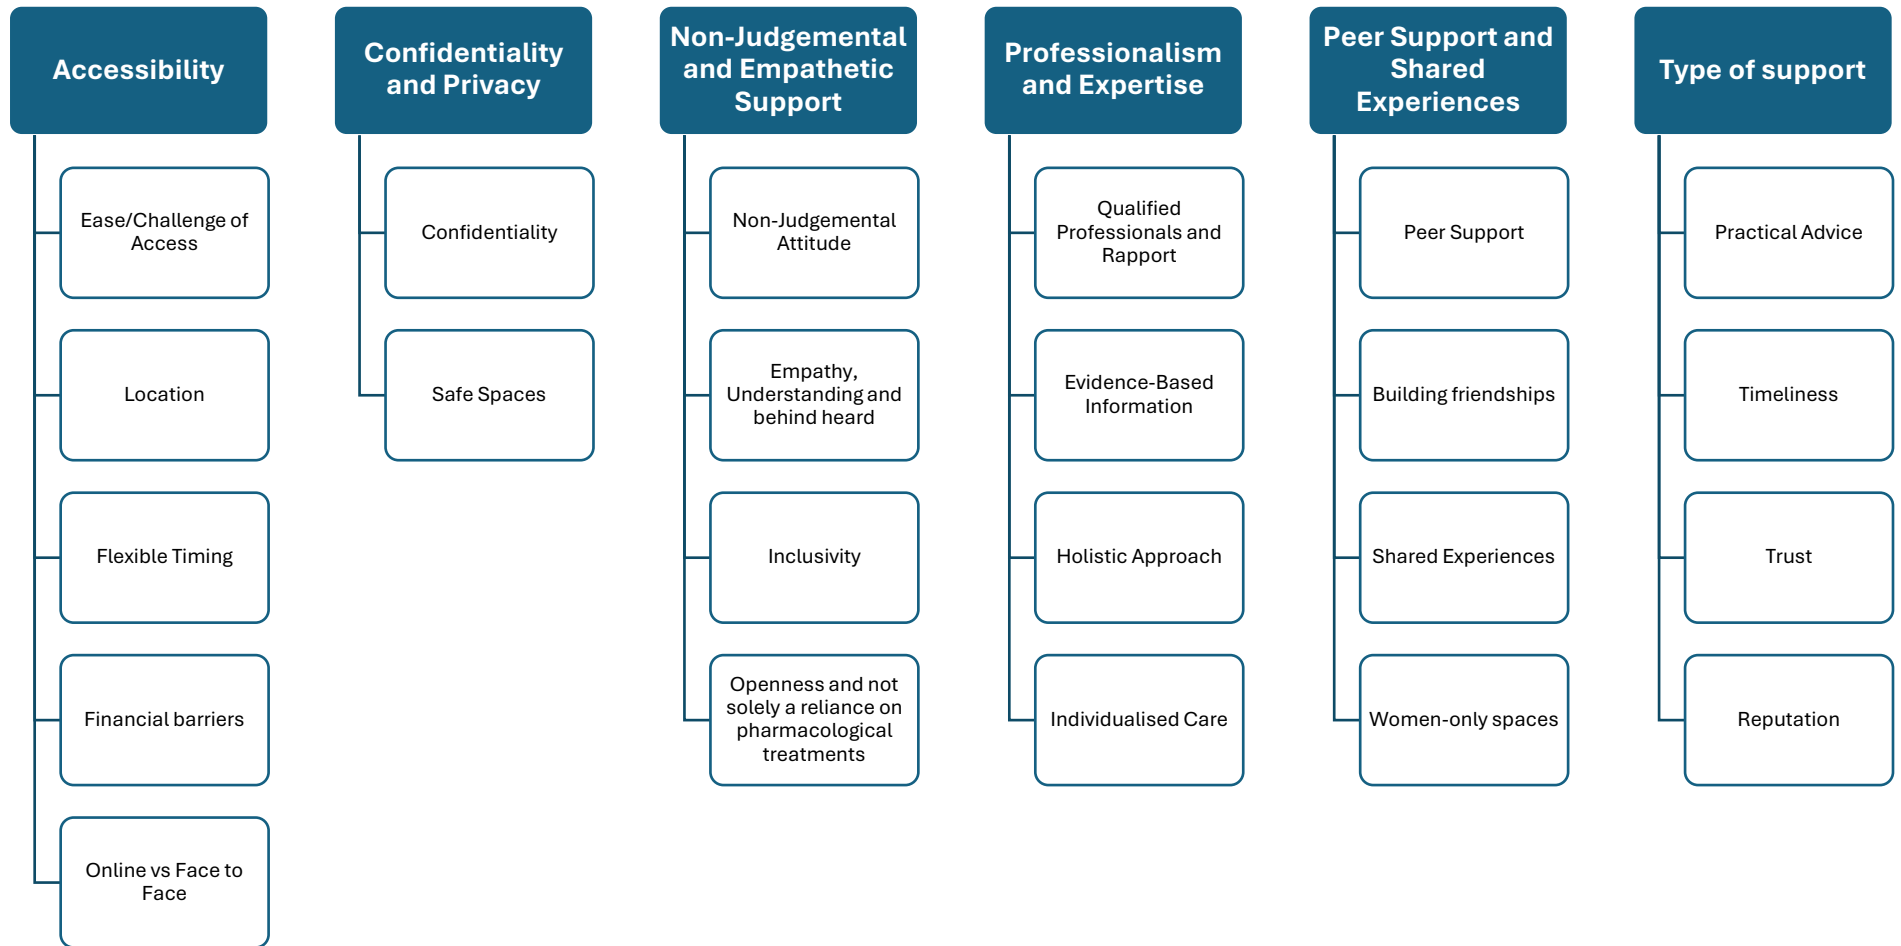 Accessibility
Ease/Challenge of
Access
Location
Flexible Timing
Financial barriers
Online vs Face to
Face
Confidentiality
and Privacy
Confidentiality
Safe Spaces
Non-Judgemental
and Empathetic
Support
Non-Judgemental
Attitude
Empathy,
Understanding and
behind heard
Inclusivity
Openness and not
solely a reliance on
pharmacological
treatments
Professionalism
and Expertise
Qualified
Professionals and
Rapport
Evidence-Based
Information
Holistic Approach
Individualised Care
Peer Support and
Shared
Experiences
Peer Support
Building friendships
Shared Experiences
Women-only spaces
Type of support
Practical Advice
Timeliness
Trust
Reputation